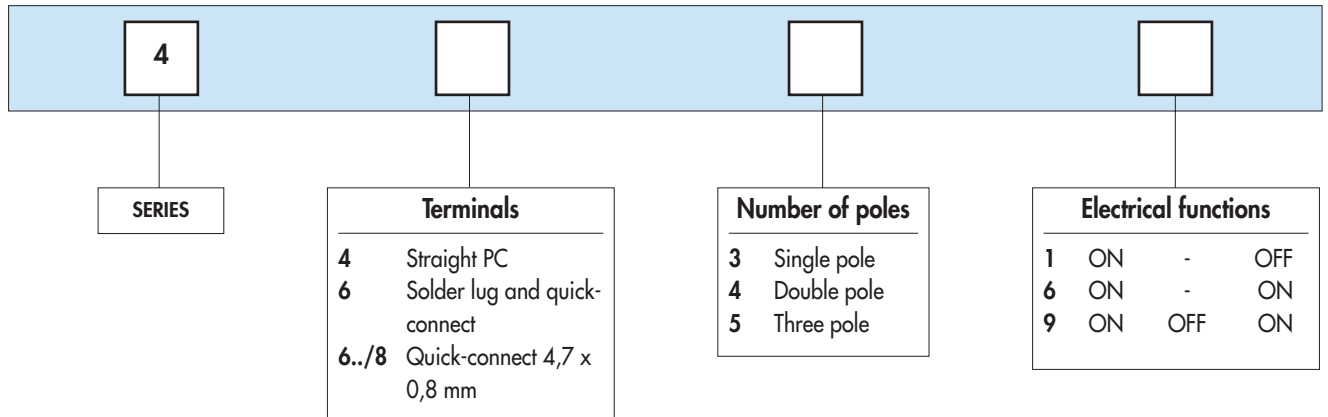 4
SERIES
Terminals
4 Straight PC
6 Solder lug and quick-
connect
6../8 Quick-connect 4,7 x
0,8 mm
Number of poles
3 Single pole
4 Double pole
5 Three pole
Electrical functions
1 ON - OFF
6 ON - ON
9 ON OFF ON